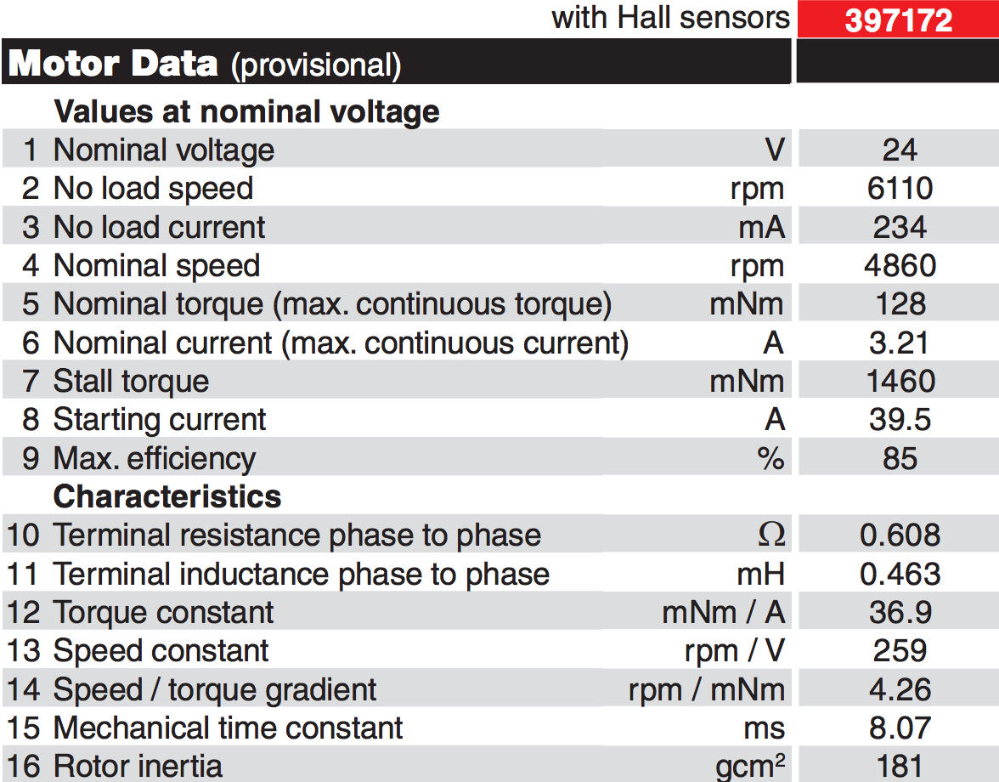 with Hall sensors 397172
Motor Data (provisional)
Values at nominal voltage
1 Nominal voltage V 24
2 No load speed rpm 6110
3 No load current mA 234
4 Nominal speed rpm 4860
5 Nominal torque (max. continuous torque) mNm 128
6 Nominal current (max. continuous current) A 3.21
7 Stall torque mNm 1460
8 Starting current A 39.5
9 Max. efficiency % 85
Characteristics
10 Terminal resistance phase to phase Ω 0.608
11 Terminal inductance phase to phase mH 0.463
12 Torque constant mNm / A 36.9
13 Speed constant rpm / V 259
14 Speed / torque gradient rpm / mNm 4.26
15 Mechanical time constant ms 8.07
16 Rotor inertia gcm² 181